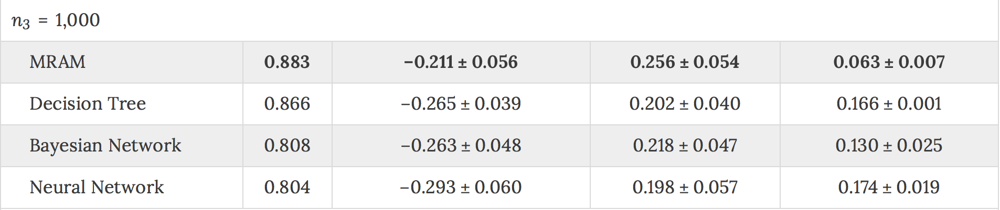 n₃ = 1,000
MRAM 0.883 −0.211 ± 0.056 0.256 ± 0.054 0.063 ± 0.007
Decision Tree 0.866 −0.265 ± 0.039 0.202 ± 0.040 0.166 ± 0.001
Bayesian Network 0.808 −0.263 ± 0.048 0.218 ± 0.047 0.130 ± 0.025
Neural Network 0.804 −0.293 ± 0.060 0.198 ± 0.057 0.174 ± 0.019